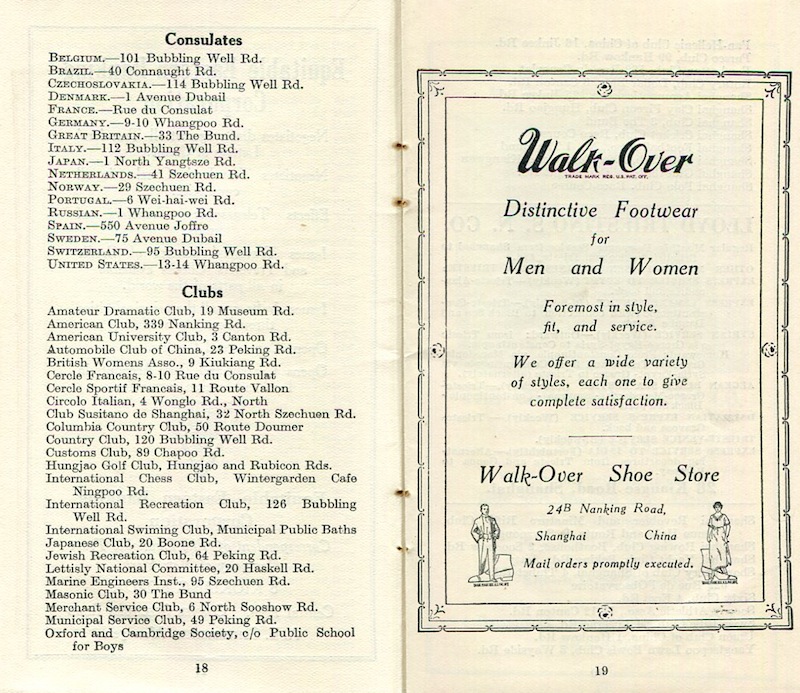 Consulates
BELGIUM.—101 Bubbling Well Rd.
BRAZIL.—40 Connaught Rd.
CZECHOSLOVAKIA.—114 Bubbling Well Rd.
DENMARK.—1 Avenue Dubail
FRANCE.—Rue du Consulat
GERMANY.—9-10 Whangpoo Rd.
GREAT BRITAIN.—33 The Bund.
ITALY.—112 Bubbling Well Rd.
JAPAN.—1 North Yangtsze Rd.
NETHERLANDS.—41 Szechuen Rd.
NORWAY.—29 Szechuen Rd.
PORTUGAL.—6 Wei-hai-wei Rd.
RUSSIAN.—1 Whangpoo Rd.
SPAIN.—550 Avenue Joffre
SWEDEN.—75 Avenue Dubail
SWITZERLAND.—95 Bubbling Well Rd.
UNITED STATES.—13-14 Whangpoo Rd.
Clubs
Amateur Dramatic Club, 19 Museum Rd.
American Club, 339 Nanking Rd.
American University Club, 3 Canton Rd.
Automobile Club of China, 23 Peking Rd.
British Womens Asso., 9 Kiukiang Rd.
Cercle Francais, 8-10 Rue du Consulat
Cercle Sportif Francais, 11 Route Vallon
Circolo Italian, 4 Wonglo Rd., North
Club Susitano de Shanghai, 32 North Szechuen Rd.
Columbia Country Club, 50 Route Doumer
Country Club, 120 Bubbling Well Rd.
Customs Club, 89 Chapoo Rd.
Hungjao Golf Club, Hungjao and Rubicon Rds.
International Chess Club, Wintergarden Cafe
Ningpoo Rd.
International Recreation Club, 126 Bubbling
Well Rd.
International Swiming Club, Municipal Public Baths
Japanese Club, 20 Boone Rd.
Jewish Recreation Club, 64 Peking Rd.
Lettisly National Committee, 20 Haskell Rd.
Marine Engineers Inst., 95 Szechuen Rd.
Masonic Club, 30 The Bund
Merchant Service Club, 6 North Sooshow Rd.
Municipal Service Club, 49 Peking Rd.
Oxford and Cambridge Society, c/o Public School
for Boys
18
Walk-Over
TRADE MARK REG. U.S. PAT. OFF.
Distinctive Footwear
for
Men and Women
Foremost in style,
fit, and service.
We offer a wide variety
of styles, each one to give
complete satisfaction.
Walk-Over Shoe Store
24B Nanking Road,
Shanghai China
Mail orders promptly executed.
19